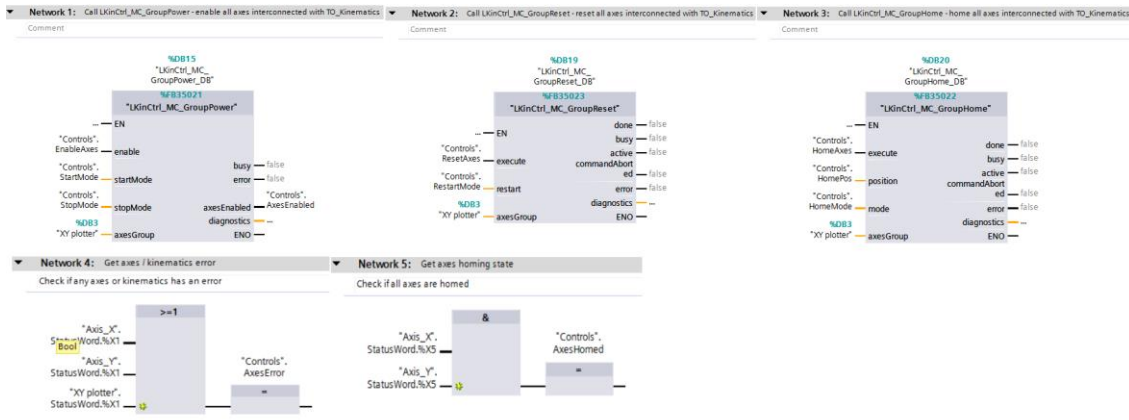 Network 1: Call LKinCtrl_MC_GroupPower - enable all axes interconnected with TO_Kinematics
Comment
%DB15
"LKinCtrl_MC_
GroupPower_DB"
%FB35021
"LKinCtrl_MC_GroupPower"
... EN
"Controls".
EnableAxes enable
"Controls". busy false
StartMode startMode error false
"Controls". "Controls".
StopMode stopMode axesEnabled AxesEnabled
%DB3 diagnostics ...
"XY plotter" axesGroup ENO
Network 2: Call LKinCtrl_MC_GroupReset - reset all axes interconnected with TO_Kinematics
Comment
%DB19
"LKinCtrl_MC_
GroupReset_DB"
%FB35023
"LKinCtrl_MC_GroupReset"
done false
... EN busy false
"Controls". active false
ResetAxes execute commandAbort
"Controls". ed false
RestartMode restart error false
%DB3 diagnostics ...
"XY plotter" axesGroup ENO
Network 3: Call LKinCtrl_MC_GroupHome - home all axes interconnected with TO_Kinematics
Comment
%DB20
"LKinCtrl_MC_
GroupHome_DB"
%FB35022
"LKinCtrl_MC_GroupHome"
... EN
"Controls". done false
HomeAxes execute busy false
"Controls". active false
HomePos position commandAbort
"Controls". ed false
HomeMode mode error false
%DB3 diagnostics ...
"XY plotter" axesGroup ENO
Network 4: Get axes / kinematics error
Check if any axes or kinematics has an error
>=1
"Axis_X".
StatusWord.%X1
Bool
"Axis_Y". "Controls".
StatusWord.%X1 AxesError
"XY plotter". =
StatusWord.%X1
Network 5: Get axes homing state
Check if all axes are homed
&
"Axis_X". "Controls".
StatusWord.%X5 AxesHomed
"Axis_Y". =
StatusWord.%X5